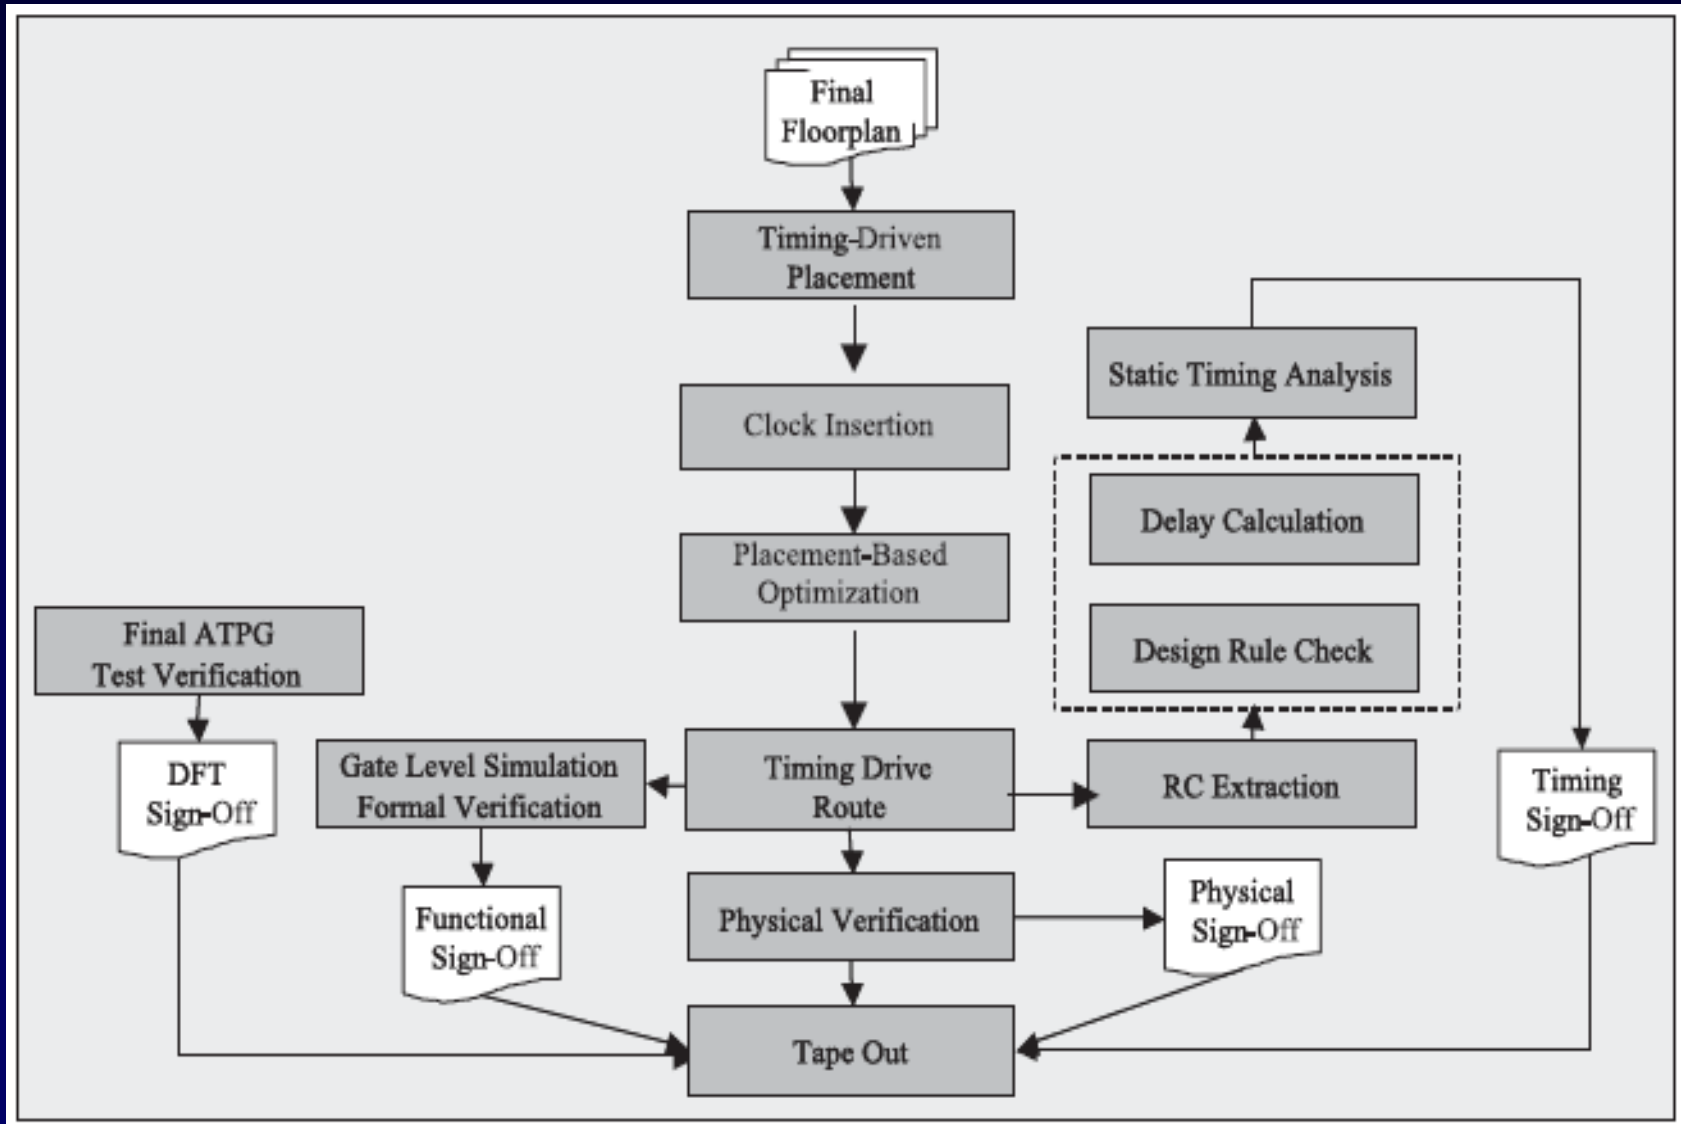 Final
Floorplan
Timing-Driven
Placement
Static Timing Analysis
Clock Insertion
Delay Calculation
Placement-Based
Optimization
Final ATPG
Test Verification
Design Rule Check
DFT
Sign-Off
Gate Level Simulation
Formal Verification
Timing Drive
Route
RC Extraction
Timing
Sign-Off
Functional
Sign-Off
Physical Verification
Physical
Sign-Off
Tape Out